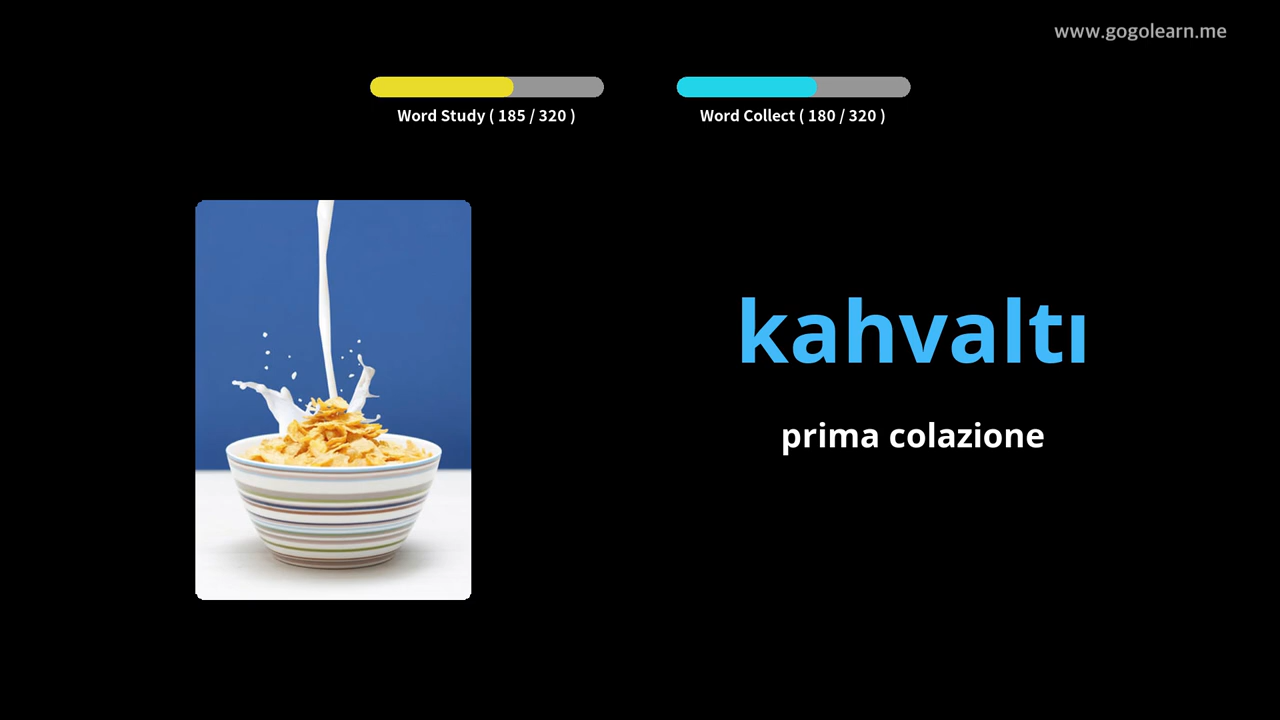 www.gogolearn.me
Word Study ( 185 / 320 )
Word Collect ( 180 / 320 )
kahvaltı
prima colazione